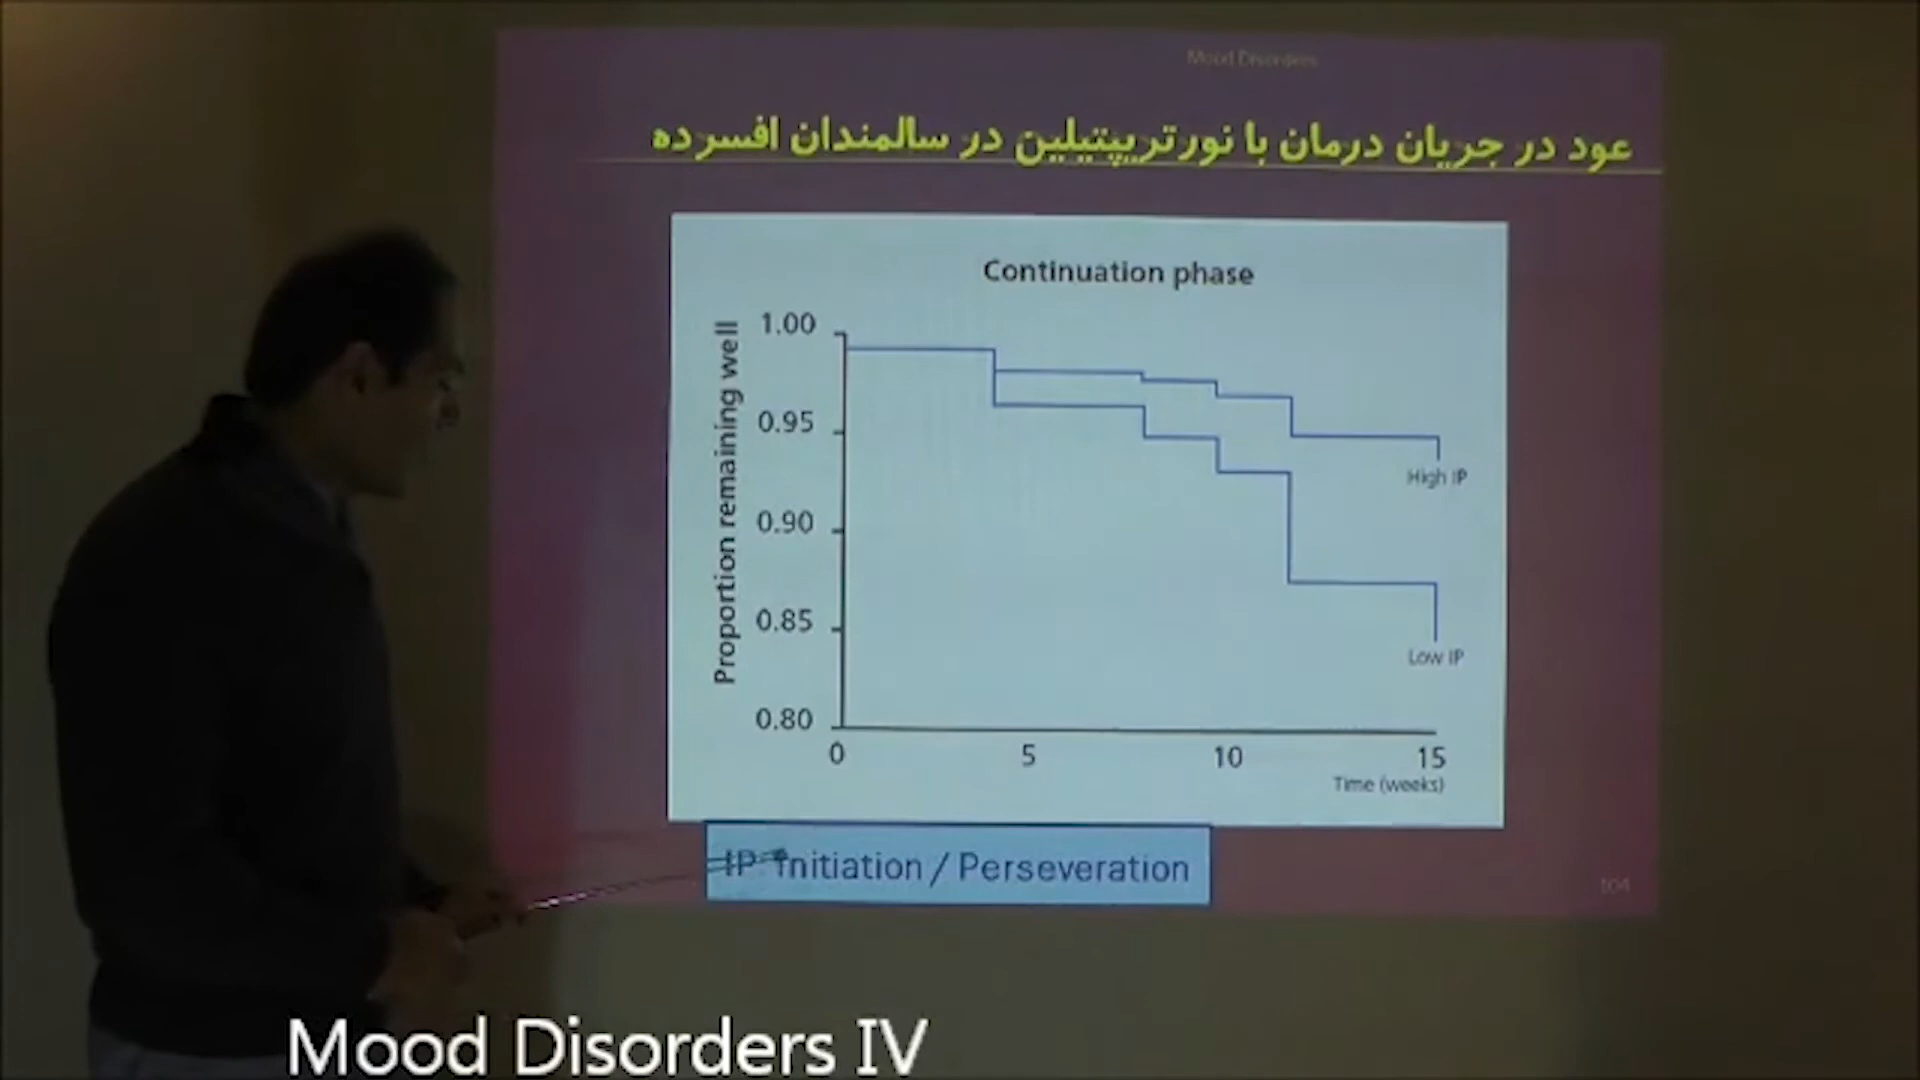 Mood Disorders
عود در جریان درمان با نورتریپتیلین در سالمندان افسرده
Continuation phase
Proportion remaining well
1.00
0.95
0.90
0.85
0.80
0
5
10
15
Time (weeks)
High IP
Low IP
IP: Initiation / Perseveration
104
Mood Disorders IV